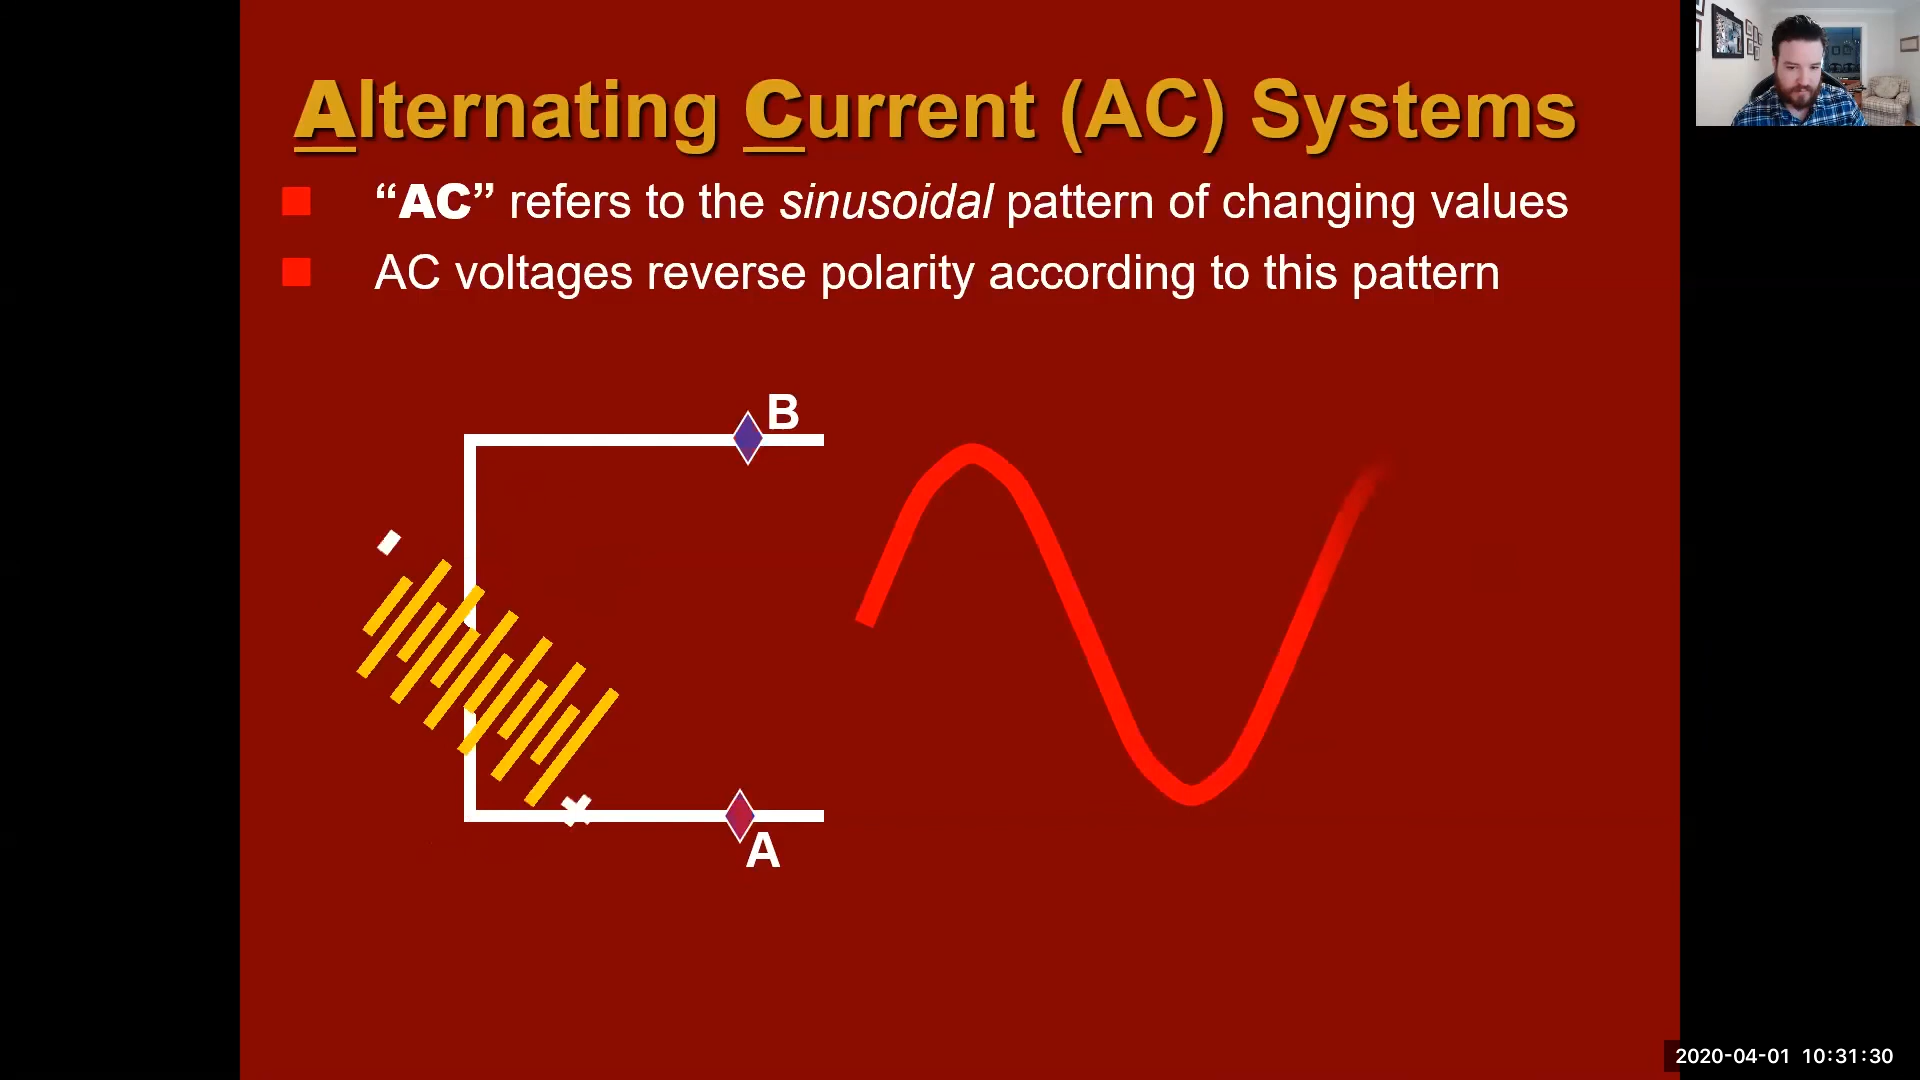 Alternating Current (AC) Systems
“AC” refers to the sinusoidal pattern of changing values
AC voltages reverse polarity according to this pattern
B
A
2020-04-01 10:31:30